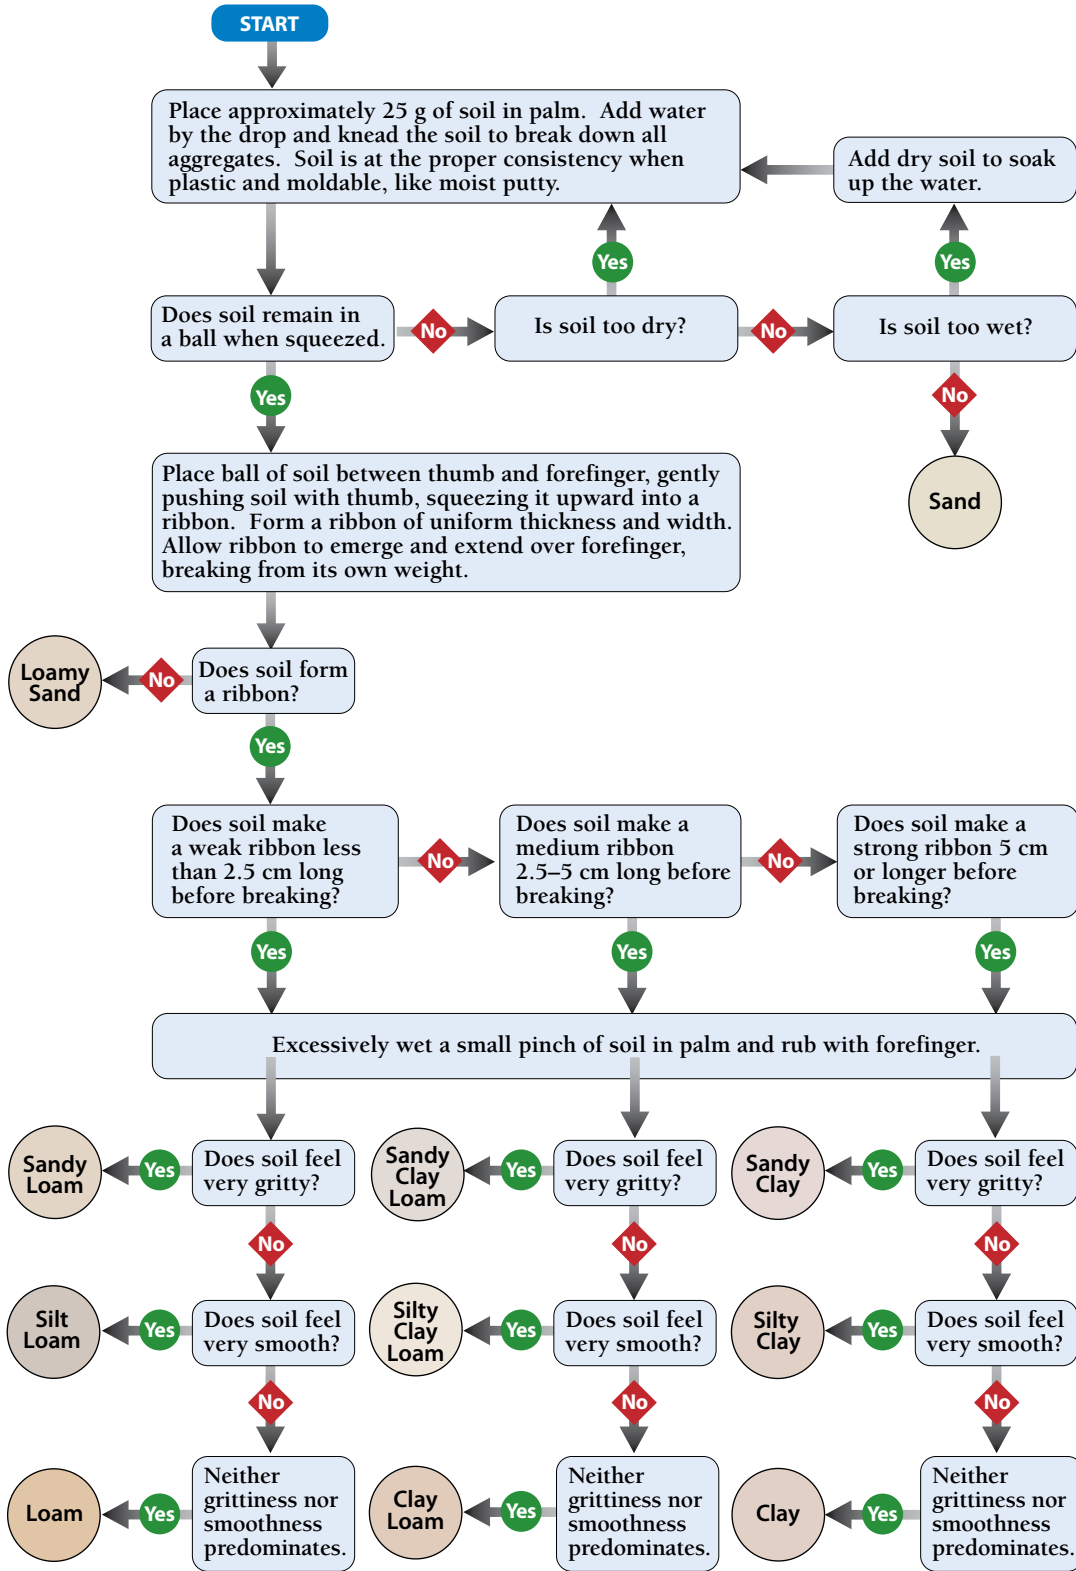 START
Place approximately 25 g of soil in palm.  Add water
by the drop and knead the soil to break down all
aggregates.  Soil is at the proper consistency when
plastic and moldable, like moist putty.
Add dry soil to soak
up the water.
Yes
Yes
Does soil remain in
a ball when squeezed.
No
Is soil too dry?
No
Is soil too wet?
Yes
No
Sand
Place ball of soil between thumb and forefinger, gently
pushing soil with thumb, squeezing it upward into a
ribbon.  Form a ribbon of uniform thickness and width.
Allow ribbon to emerge and extend over forefinger,
breaking from its own weight.
Loamy
Sand
No
Does soil form
a ribbon?
Yes
Does soil make
a weak ribbon less
than 2.5 cm long
before breaking?
No
Does soil make a
medium ribbon
2.5–5 cm long before
breaking?
No
Does soil make a
strong ribbon 5 cm
or longer before
breaking?
Yes
Yes
Yes
Excessively wet a small pinch of soil in palm and rub with forefinger.
Sandy
Loam
Yes
Does soil feel
very gritty?
Sandy
Clay
Loam
Yes
Does soil feel
very gritty?
Sandy
Clay
Yes
Does soil feel
very gritty?
No
No
No
Silt
Loam
Yes
Does soil feel
very smooth?
Silty
Clay
Loam
Yes
Does soil feel
very smooth?
Silty
Clay
Yes
Does soil feel
very smooth?
No
No
No
Loam
Yes
Neither
grittiness nor
smoothness
predominates.
Clay
Loam
Yes
Neither
grittiness nor
smoothness
predominates.
Clay
Yes
Neither
grittiness nor
smoothness
predominates.